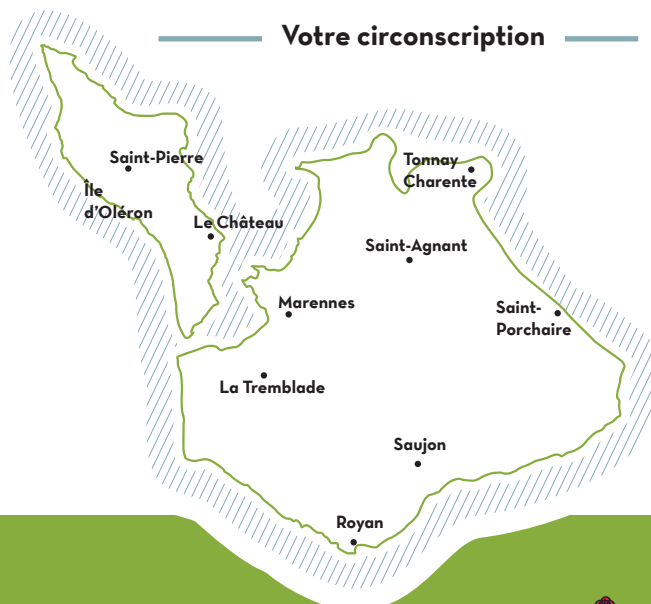 Votre circonscription
Saint-Pierre
Île
d'Oléron
Le Château
Tonnay
Charente
Saint-Agnant
Marennes
Saint-
Porchaire
La Tremblade
Saujon
Royan